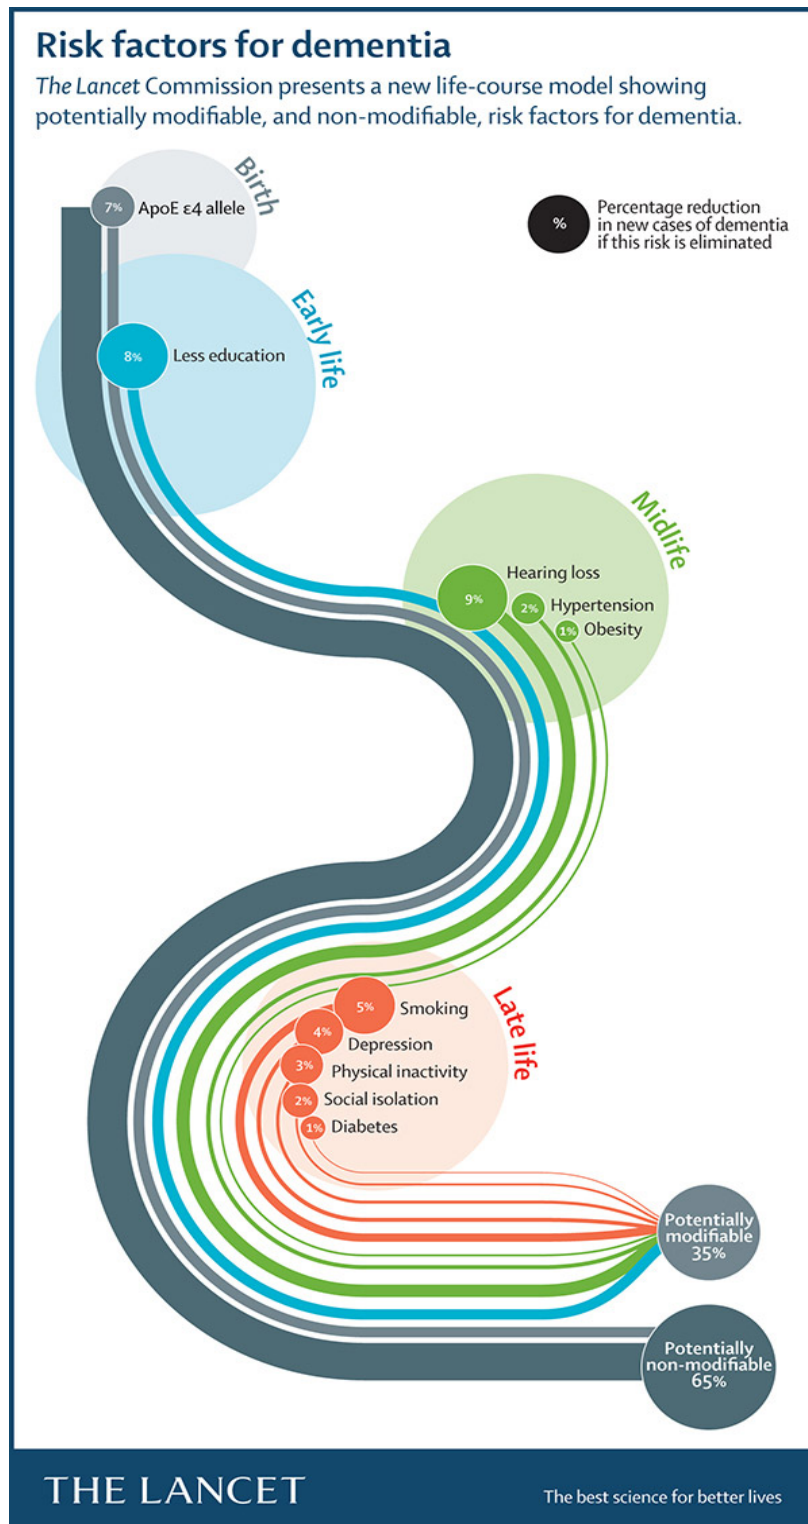 Risk factors for dementia
The Lancet Commission presents a new life-course model showing
potentially modifiable, and non-modifiable, risk factors for dementia.
Birth
7%
ApoE ε4 allele
%
Percentage reduction
in new cases of dementia
if this risk is eliminated
Early life
8%
Less education
Midlife
Hearing loss
9%
2%
Hypertension
1%
Obesity
Late life
5%
Smoking
4%
Depression
3%
Physical inactivity
2%
Social isolation
1%
Diabetes
Potentially
modifiable
35%
Potentially
non-modifiable
65%
THE LANCET
The best science for better lives